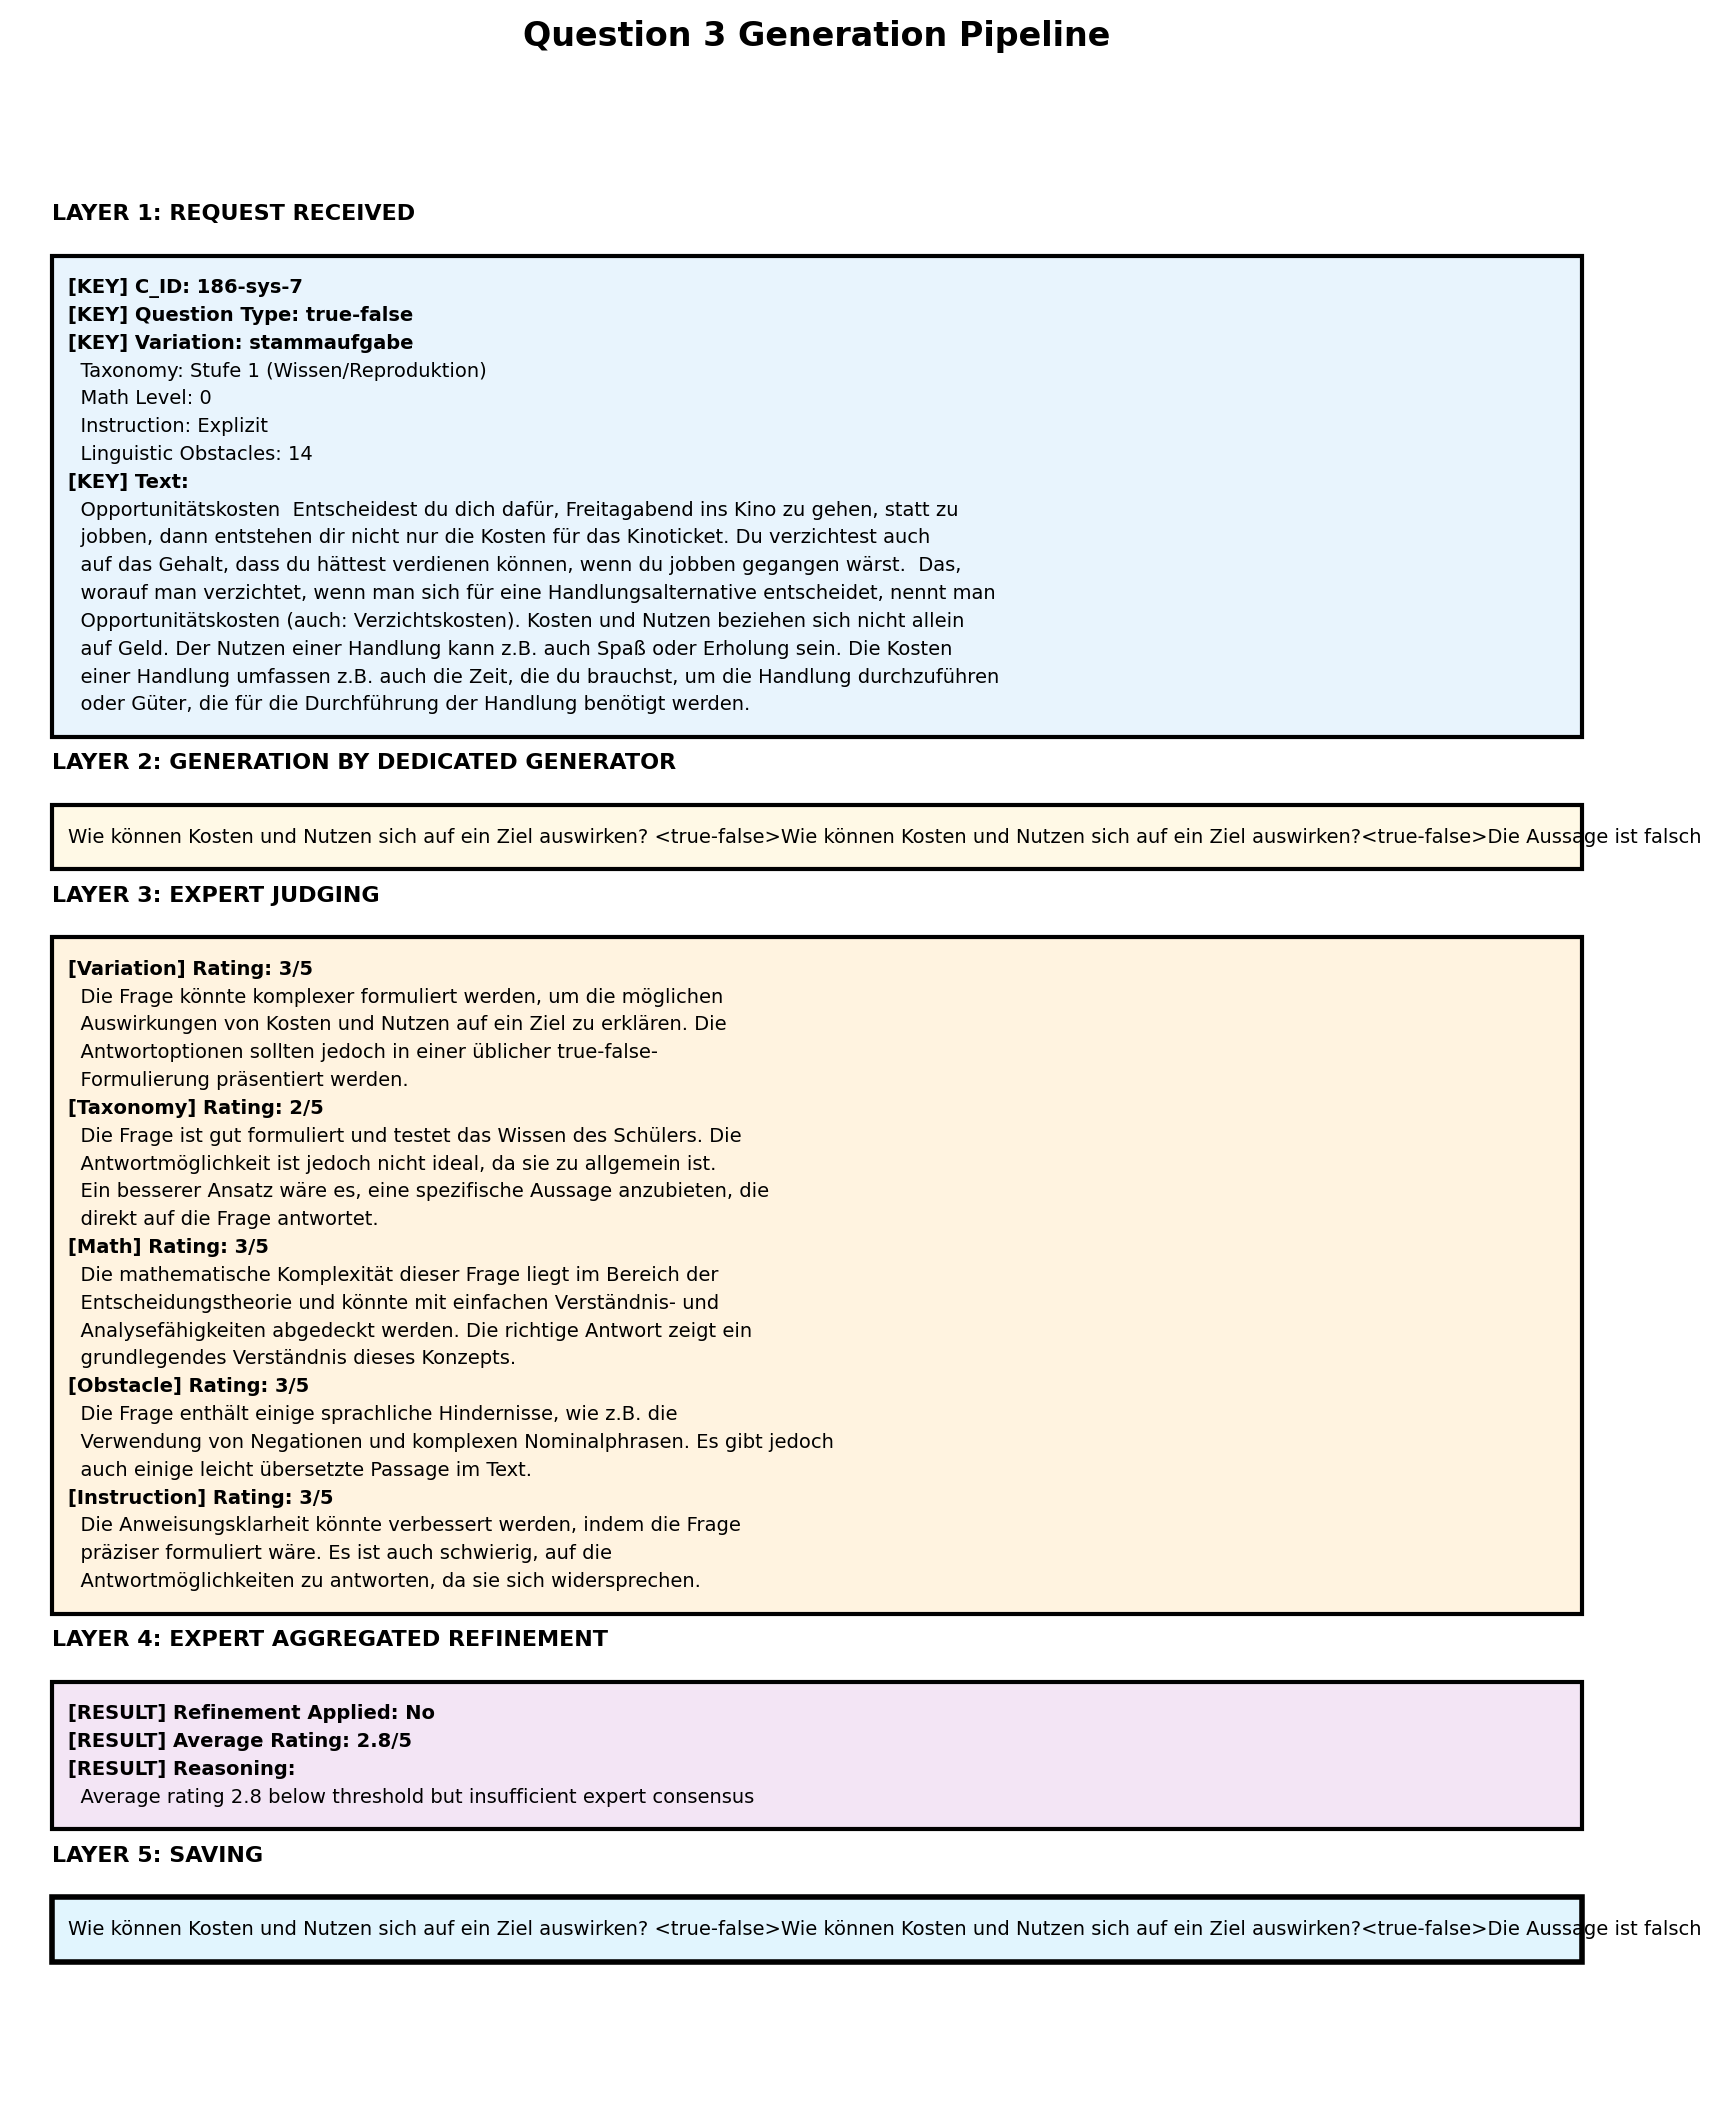 Question 3 Generation Pipeline
LAYER 1: REQUEST RECEIVED
[KEY] C_ID: 186-sys-7
[KEY] Question Type: true-false
[KEY] Variation: stammaufgabe
Taxonomy: Stufe 1 (Wissen/Reproduktion)
Math Level: 0
Instruction: Explizit
Linguistic Obstacles: 14
[KEY] Text:
Opportunitätskosten  Entscheidest du dich dafür, Freitagabend ins Kino zu gehen, statt zu
jobben, dann entstehen dir nicht nur die Kosten für das Kinoticket. Du verzichtest auch
auf das Gehalt, dass du hättest verdienen können, wenn du jobben gegangen wärst.  Das,
worauf man verzichtet, wenn man sich für eine Handlungsalternative entscheidet, nennt man
Opportunitätskosten (auch: Verzichtskosten). Kosten und Nutzen beziehen sich nicht allein
auf Geld. Der Nutzen einer Handlung kann z.B. auch Spaß oder Erholung sein. Die Kosten
einer Handlung umfassen z.B. auch die Zeit, die du brauchst, um die Handlung durchzuführen
oder Güter, die für die Durchführung der Handlung benötigt werden.
LAYER 2: GENERATION BY DEDICATED GENERATOR
Wie können Kosten und Nutzen sich auf ein Ziel auswirken? <true-false>Wie können Kosten und Nutzen sich auf ein Ziel auswirken?<true-false>Die Aussage ist falsch
LAYER 3: EXPERT JUDGING
[Variation] Rating: 3/5
Die Frage könnte komplexer formuliert werden, um die möglichen
Auswirkungen von Kosten und Nutzen auf ein Ziel zu erklären. Die
Antwortoptionen sollten jedoch in einer üblicher true-false-
Formulierung präsentiert werden.
[Taxonomy] Rating: 2/5
Die Frage ist gut formuliert und testet das Wissen des Schülers. Die
Antwortmöglichkeit ist jedoch nicht ideal, da sie zu allgemein ist.
Ein besserer Ansatz wäre es, eine spezifische Aussage anzubieten, die
direkt auf die Frage antwortet.
[Math] Rating: 3/5
Die mathematische Komplexität dieser Frage liegt im Bereich der
Entscheidungstheorie und könnte mit einfachen Verständnis- und
Analysefähigkeiten abgedeckt werden. Die richtige Antwort zeigt ein
grundlegendes Verständnis dieses Konzepts.
[Obstacle] Rating: 3/5
Die Frage enthält einige sprachliche Hindernisse, wie z.B. die
Verwendung von Negationen und komplexen Nominalphrasen. Es gibt jedoch
auch einige leicht übersetzte Passage im Text.
[Instruction] Rating: 3/5
Die Anweisungsklarheit könnte verbessert werden, indem die Frage
präziser formuliert wäre. Es ist auch schwierig, auf die
Antwortmöglichkeiten zu antworten, da sie sich widersprechen.
LAYER 4: EXPERT AGGREGATED REFINEMENT
[RESULT] Refinement Applied: No
[RESULT] Average Rating: 2.8/5
[RESULT] Reasoning:
Average rating 2.8 below threshold but insufficient expert consensus
LAYER 5: SAVING
Wie können Kosten und Nutzen sich auf ein Ziel auswirken? <true-false>Wie können Kosten und Nutzen sich auf ein Ziel auswirken?<true-false>Die Aussage ist falsch